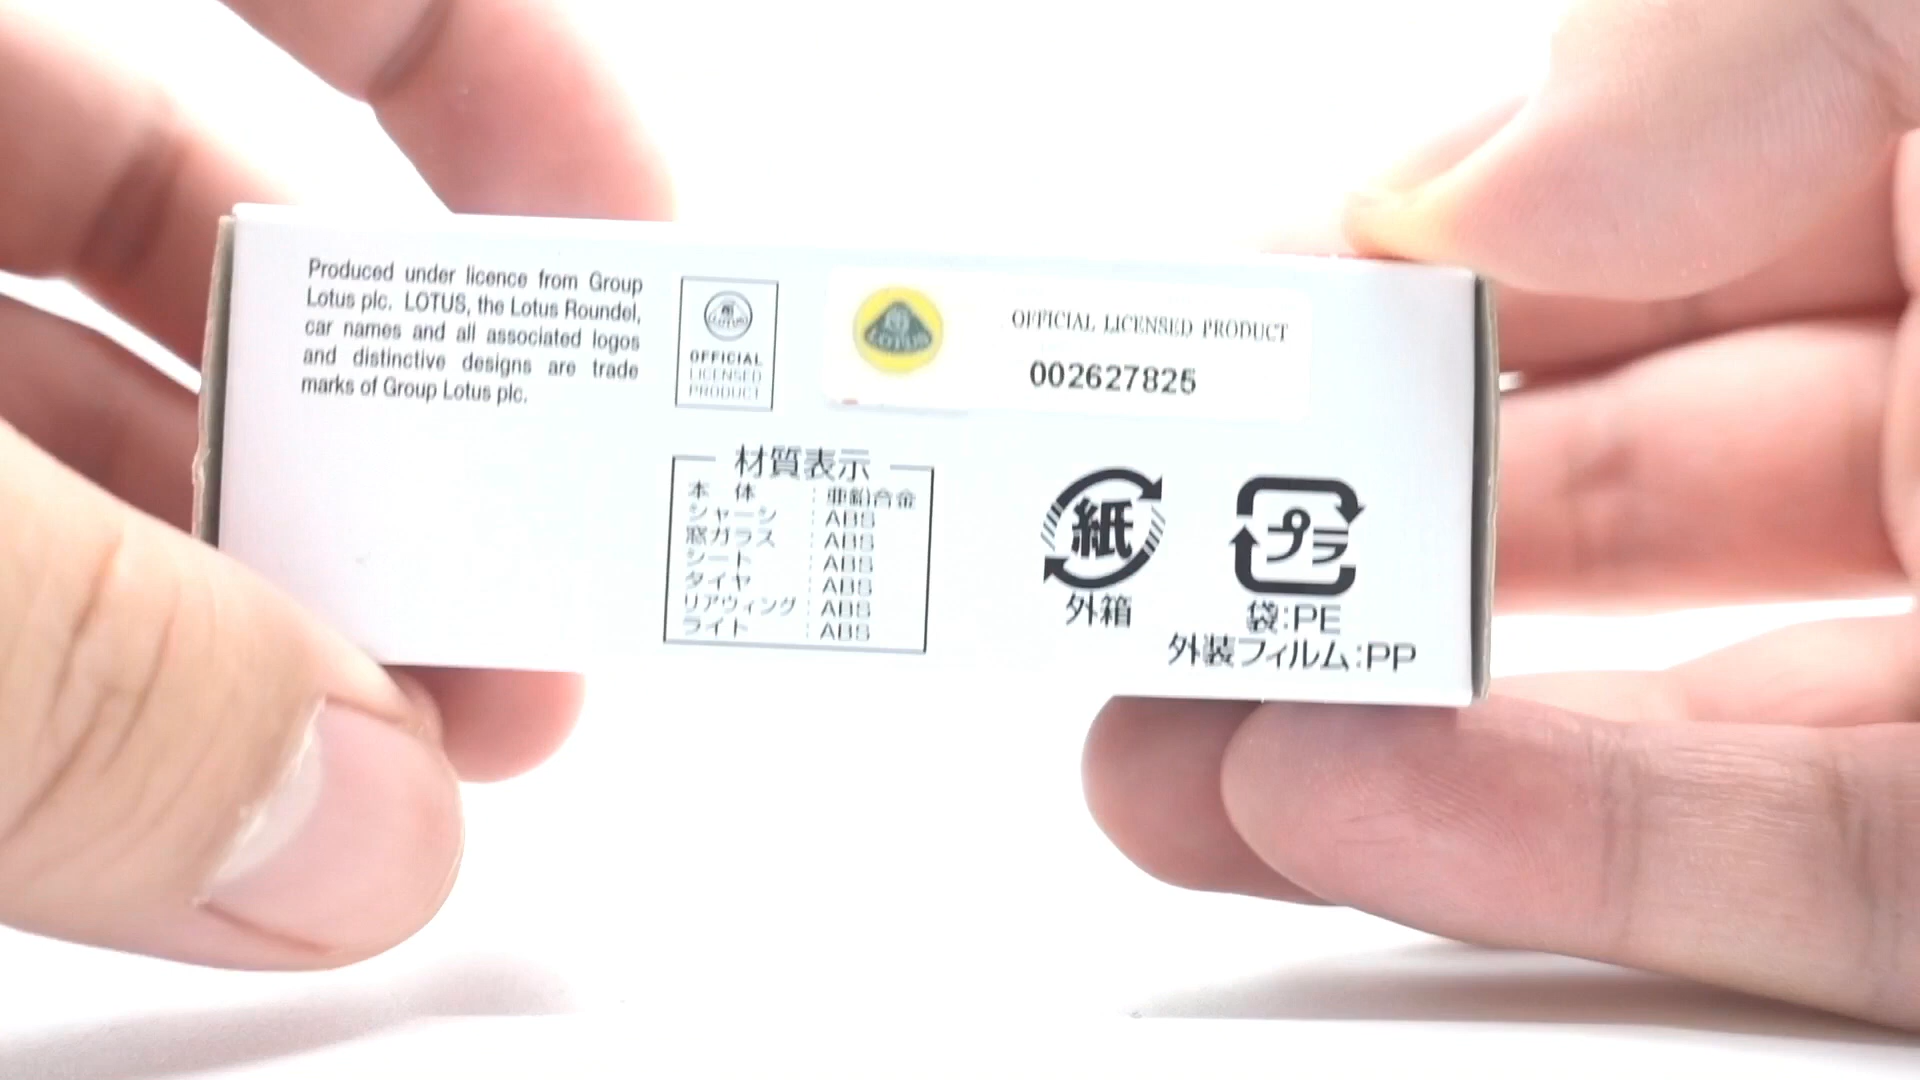 Produced under licence from Group
Lotus plc. LOTUS, the Lotus Roundel,
car names and all associated logos
and distinctive designs are trade
marks of Group Lotus plc.
LOTUS
OFFICIAL
LICENSED
PRODUCT
LOTUS
OFFICIAL LICENSED PRODUCT
002627825
材質表示
本 体 : 亜鉛合金
シャーシ : ABS
窓ガラス : ABS
シート : ABS
タイヤ : ABS
リアウィング : ABS
ライト : ABS
紙
外箱
プラ
袋:PE
外装フィルム:PP